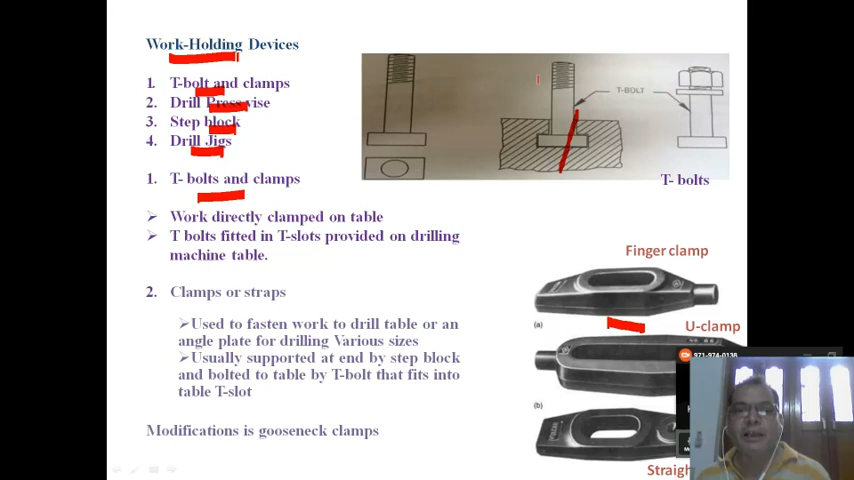 Work-Holding Devices
1. T-bolt and clamps
2. Drill Press vise
3. Step block
4. Drill Jigs
1. T- bolts and clamps
➢ Work directly clamped on table
➢ T bolts fitted in T-slots provided on drilling
machine table.
2. Clamps or straps
➢Used to fasten work to drill table or an
angle plate for drilling Various sizes
➢Usually supported at end by step block
and bolted to table by T-bolt that fits into
table T-slot
Modifications is gooseneck clamps
T-BOLT
T- bolts
Finger clamp
(a)
U-clamp
971-974-0136
(b)
Straigh